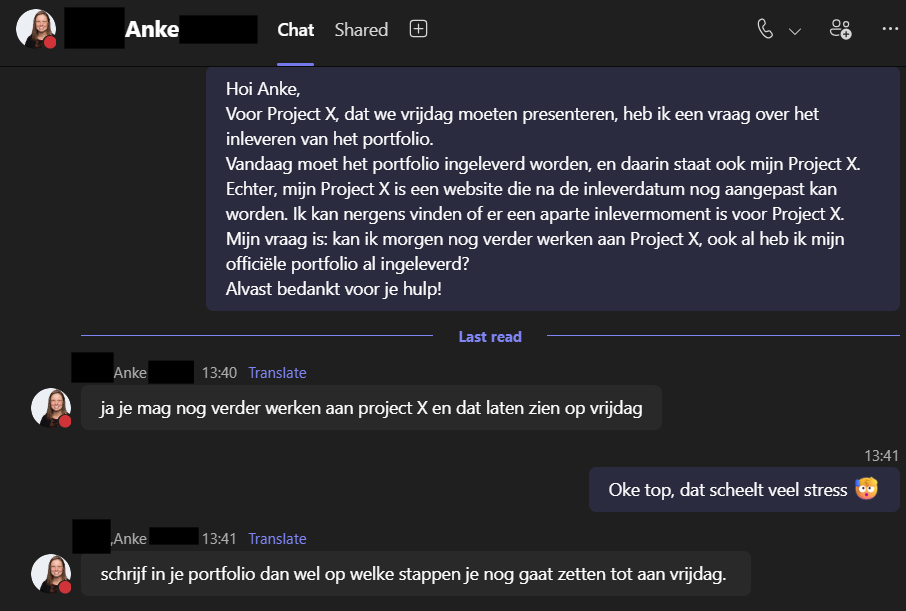 Anke
Chat
Shared
Hoi Anke,
Voor Project X, dat we vrijdag moeten presenteren, heb ik een vraag over het
inleveren van het portfolio.
Vandaag moet het portfolio ingeleverd worden, en daarin staat ook mijn Project X.
Echter, mijn Project X is een website die na de inleverdatum nog aangepast kan
worden. Ik kan nergens vinden of er een aparte inlevermoment is voor Project X.
Mijn vraag is: kan ik morgen nog verder werken aan Project X, ook al heb ik mijn
officiële portfolio al ingeleverd?
Alvast bedankt voor je hulp!
Last read
Anke 13:40 Translate
ja je mag nog verder werken aan project X en dat laten zien op vrijdag
13:41
Oke top, dat scheelt veel stress 🤯
,Anke 13:41 Translate
schrijf in je portfolio dan wel op welke stappen je nog gaat zetten tot aan vrijdag.